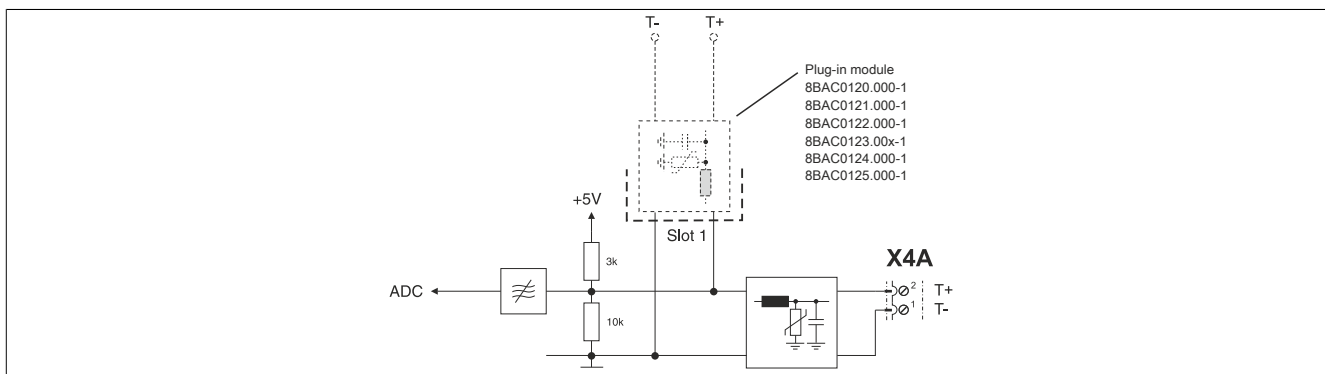 T- T+
Plug-in module
8BAC0120.000-1
8BAC0121.000-1
8BAC0122.000-1
8BAC0123.00x-1
8BAC0124.000-1
8BAC0125.000-1
+5V
Slot 1
3k
X4A
ADC
2 T+
1 T-
10k